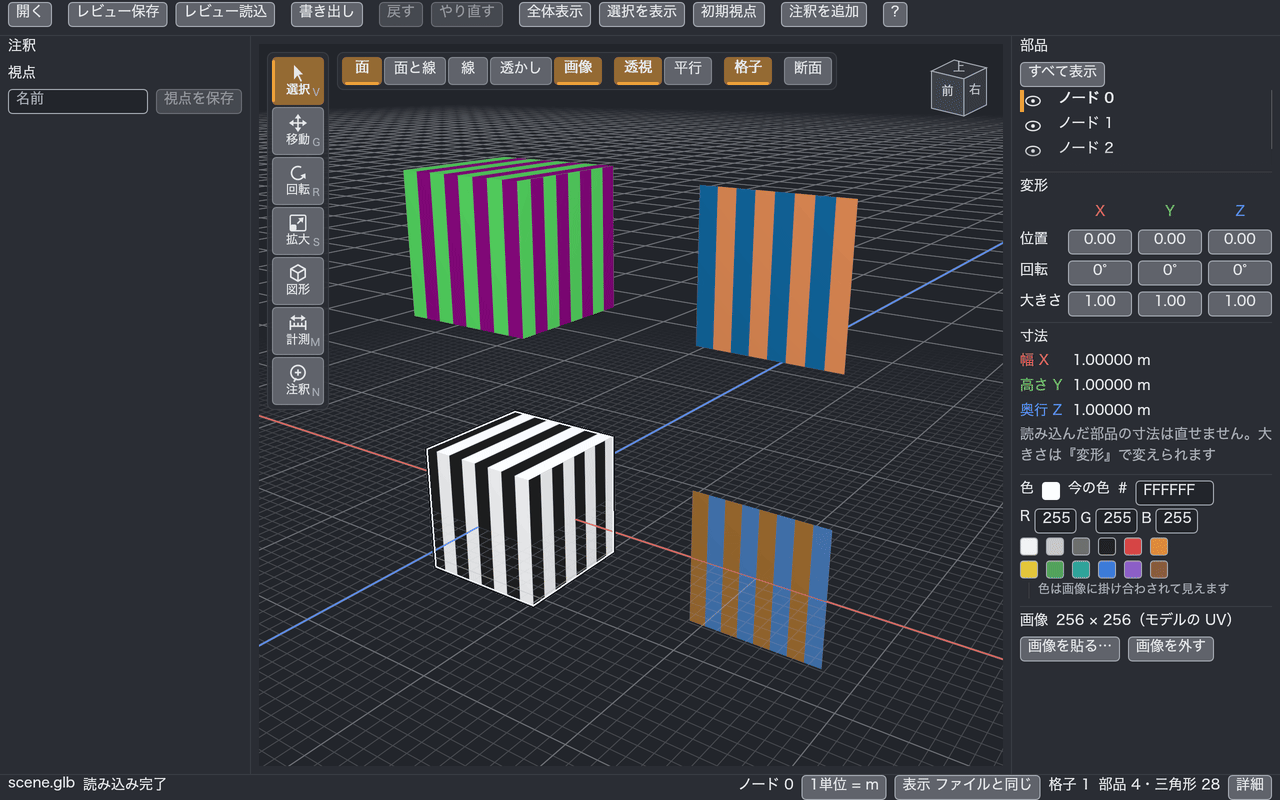 開く レビュー保存 レビュー読込 書き出し 戻す やり直す 全体表示 選択を表示 初期視点 注釈を追加 ?
注釈
視点
名前 視点を保存
選択 V
移動 G
回転 R
拡大 S
図形
計測 M
注釈 N
面 面と線 線 透かし 画像 透視 平行 格子 断面
上
前 右
部品
すべて表示
ノード 0
ノード 1
ノード 2
変形
X Y Z
位置 0.00 0.00 0.00
回転 0° 0° 0°
大きさ 1.00 1.00 1.00
寸法
幅 X 1.00000 m
高さ Y 1.00000 m
奥行 Z 1.00000 m
読み込んだ部品の寸法は直せません。大
きさは『変形』で変えられます
色 今の色 # FFFFFF
R 255 G 255 B 255
色は画像に掛け合わされて見えます
画像 256 × 256（モデルの UV）
画像を貼る… 画像を外す
scene.glb 読み込み完了 ノード 0 1単位 = m 表示 ファイルと同じ 格子 1 部品 4・三角形 28 詳細